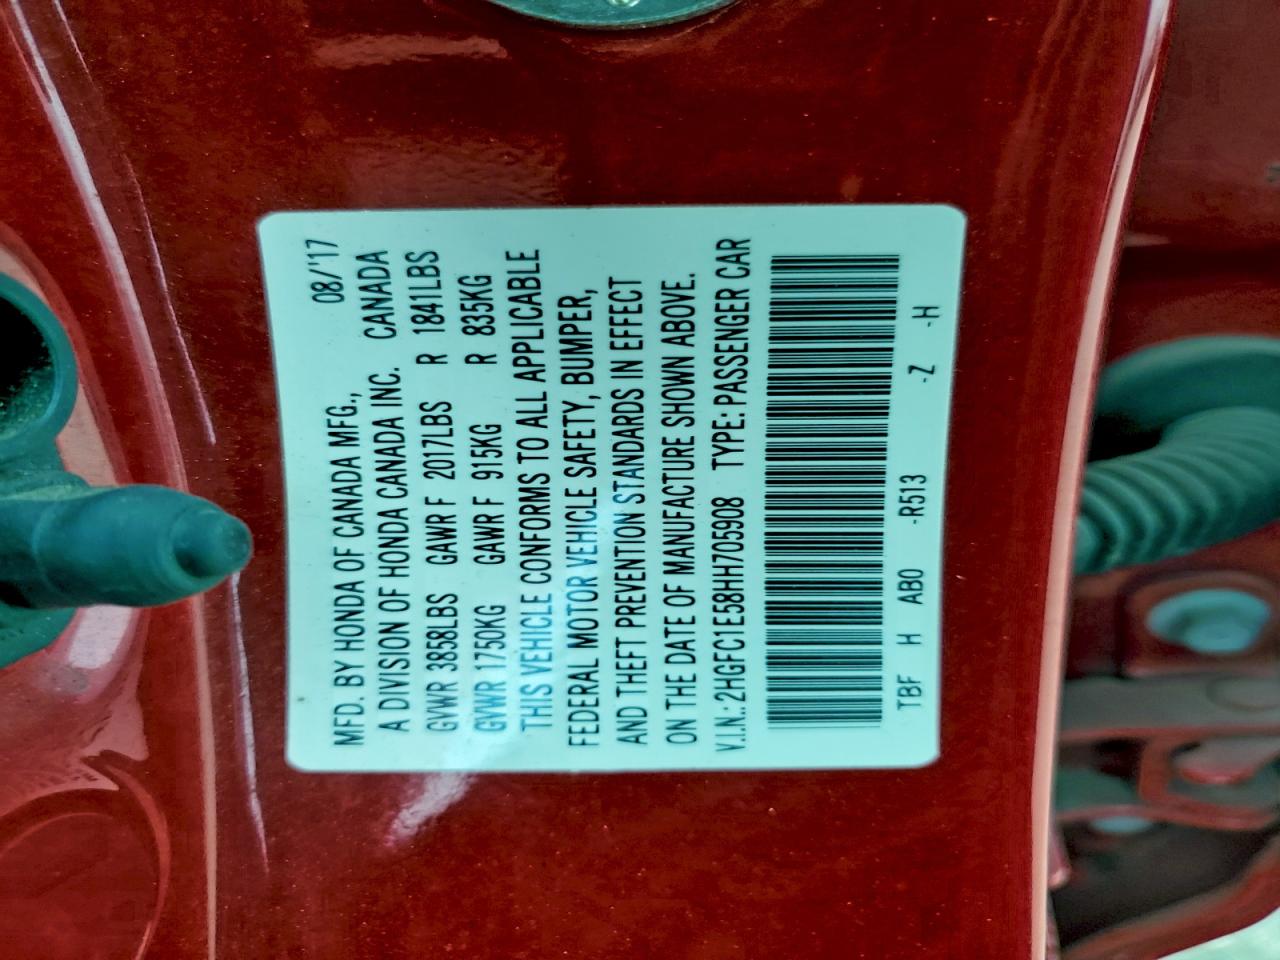 MFD. BY HONDA OF CANADA MFG., 08/'17
A DIVISION OF HONDA CANADA INC. CANADA
GVWR 3858LBS GAWR F 2017LBS R 1841LBS
GVWR 1750KG GAWR F 915KG R 835KG
THIS VEHICLE CONFORMS TO ALL APPLICABLE
FEDERAL MOTOR VEHICLE SAFETY, BUMPER,
AND THEFT PREVENTION STANDARDS IN EFFECT
ON THE DATE OF MANUFACTURE SHOWN ABOVE.
V.I.N.: 2HGFC1E58HH705908 TYPE: PASSENGER CAR
TBF H AB0 -R513 -Z -H